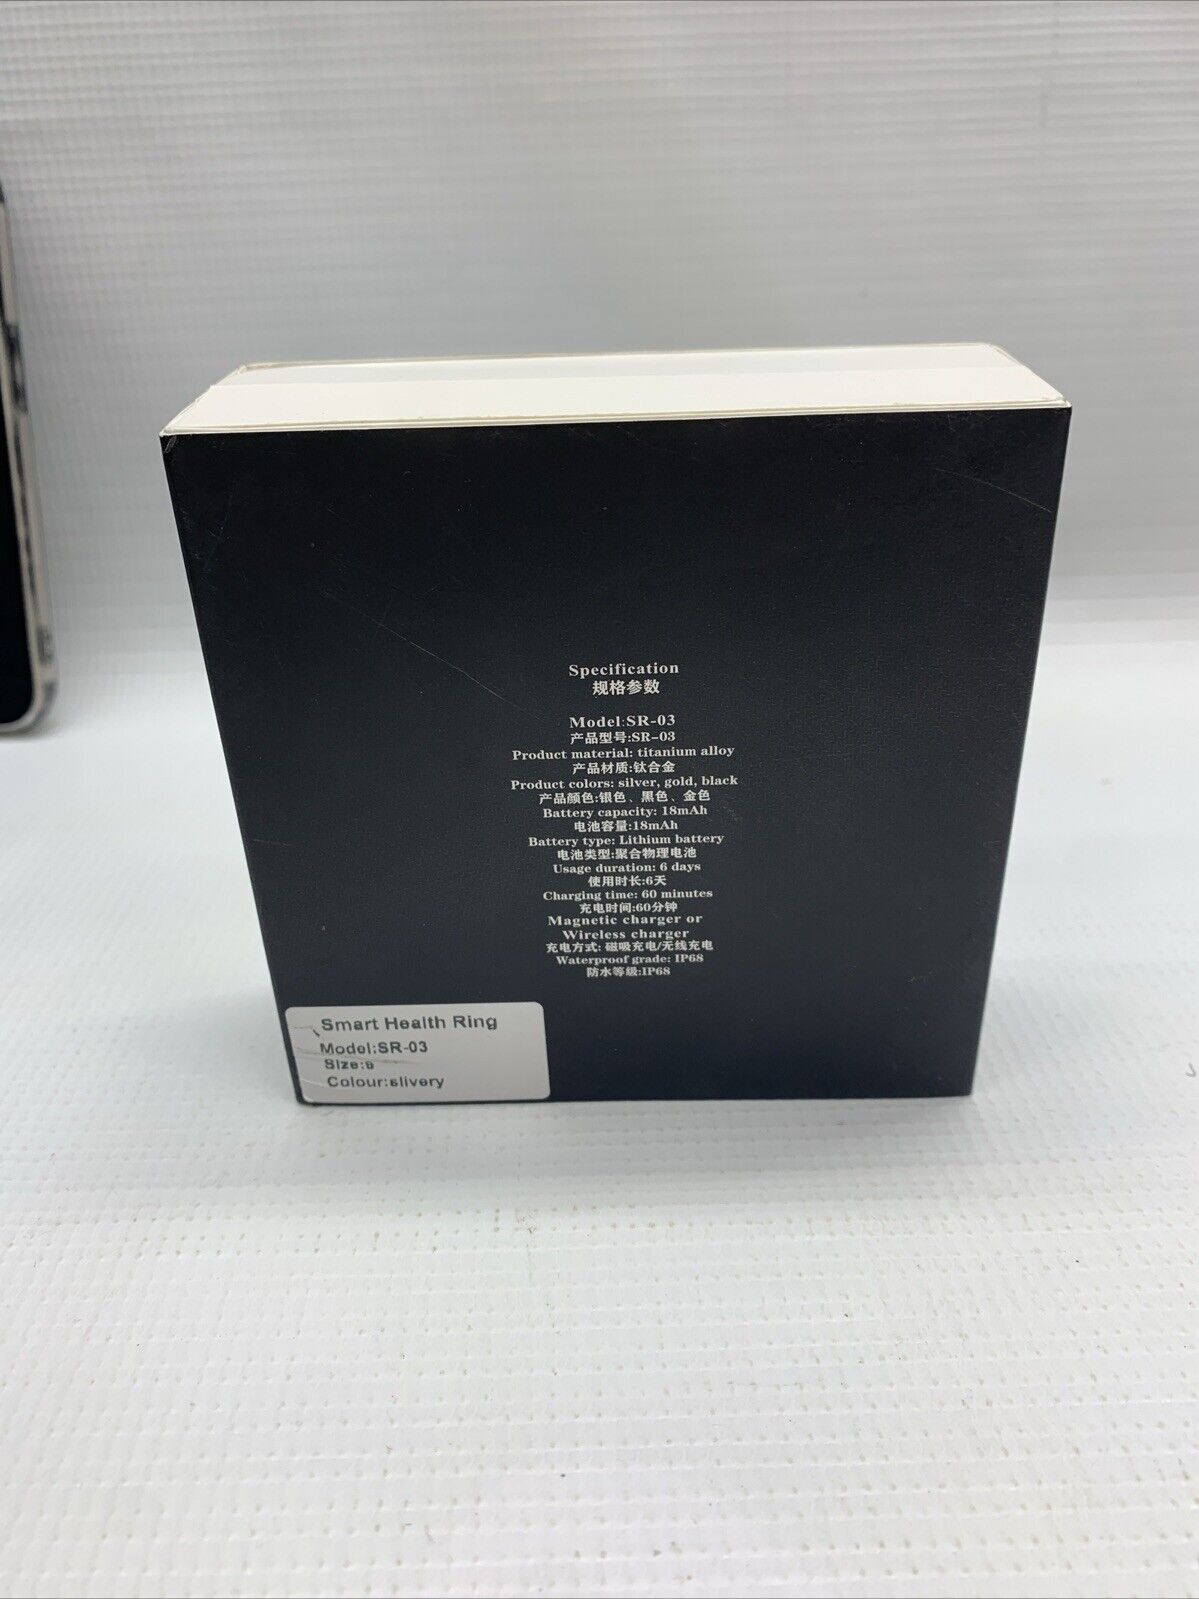 Specification
规格参数
Model:SR-03
产品型号:SR-03
Product material: titanium alloy
产品材质:钛合金
Product colors: silver, gold, black
产品颜色:银色、黑色、金色
Battery capacity: 18mAh
电池容量:18mAh
Battery type: Lithium battery
电池类型:聚合物理电池
Usage duration: 6 days
使用时长:6天
Charging time: 60 minutes
充电时间:60分钟
Magnetic charger or
Wireless charger
充电方式: 磁吸充电/无线充电
Waterproof grade: IP68
防水等级:IP68
Smart Health Ring
Model:SR-03
Size:
Colour:slivery